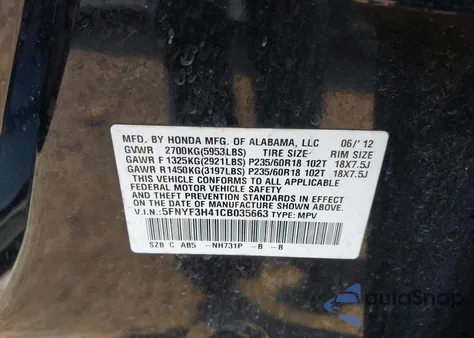 MFD. BY HONDA MFG. OF ALABAMA, LLC 06/'12
GVWR 2700KG(5953LBS) TIRE SIZE RIM SIZE
GAWR F 1325KG(2921LBS) P235/60R18 102T 18X7.5J
GAWR R1450KG(3197LBS) P235/60R18 102T 18X7.5J
THIS VEHICLE CONFORMS TO ALL APPLICABLE
FEDERAL MOTOR VEHICLE SAFETY
AND THEFT PREVENTION STANDARDS IN EFFECT
ON THE DATE OF MANUFACTURE SHOWN ABOVE.
V.I.N.: 5FNYF3H41CB035663 TYPE: MPV
SZB C AB5 -NH731P -B -B
autoSnap